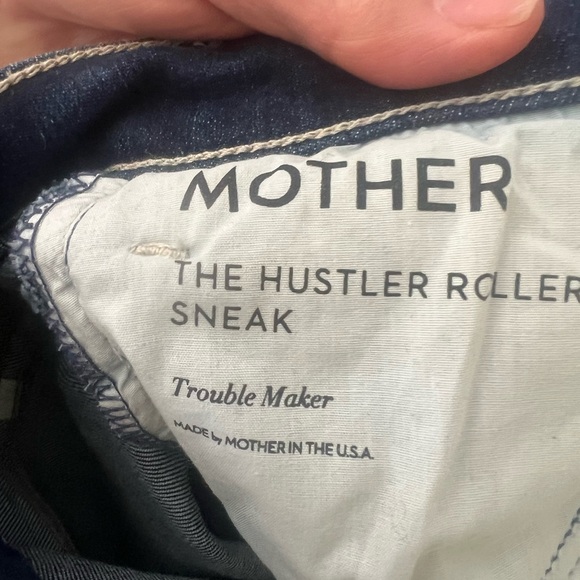 MOTHER
THE HUSTLER ROLLER
SNEAK
Trouble Maker
MADE by MOTHER IN THE U.S.A.